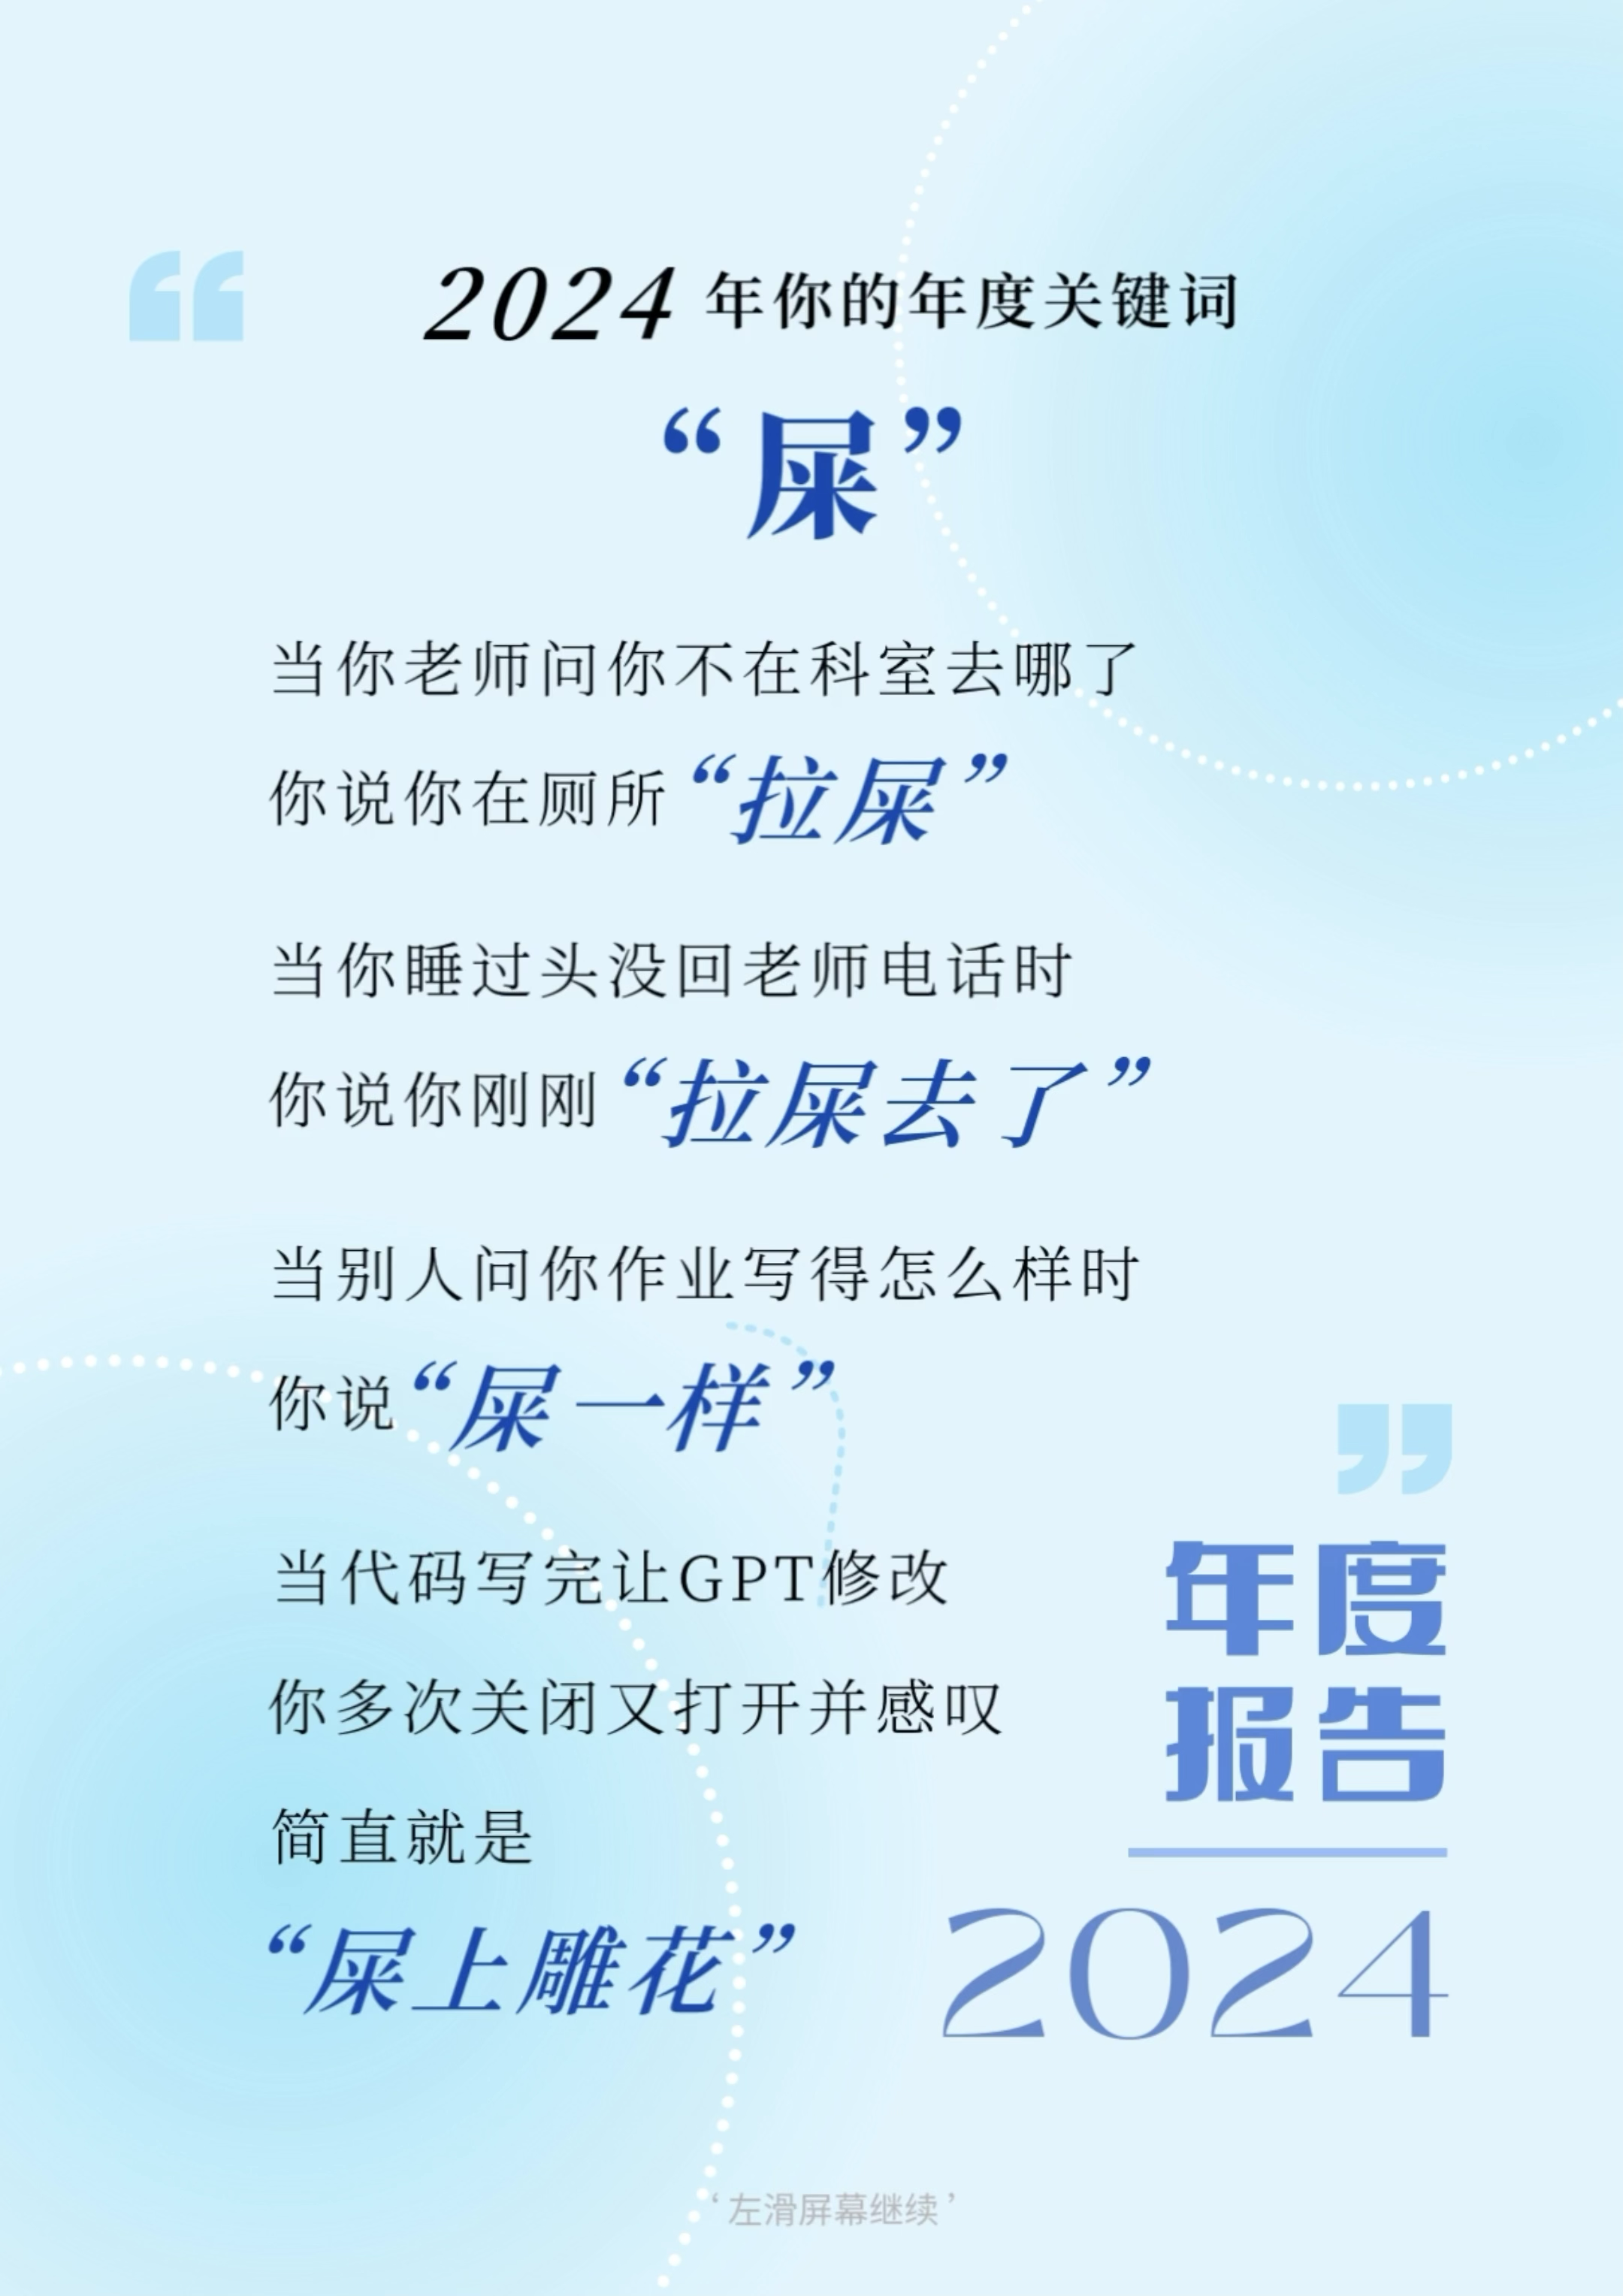 2024 年你的年度关键词
“屎”
当你老师问你不在科室去哪了
你说你在厕所“拉屎”
当你睡过头没回老师电话时
你说你刚刚“拉屎去了”
当别人问你作业写得怎么样时
你说“屎一样”
当代码写完让GPT修改
你多次关闭又打开并感叹
简直就是
“屎上雕花”
年度
报告
2024
‘左滑屏幕继续’